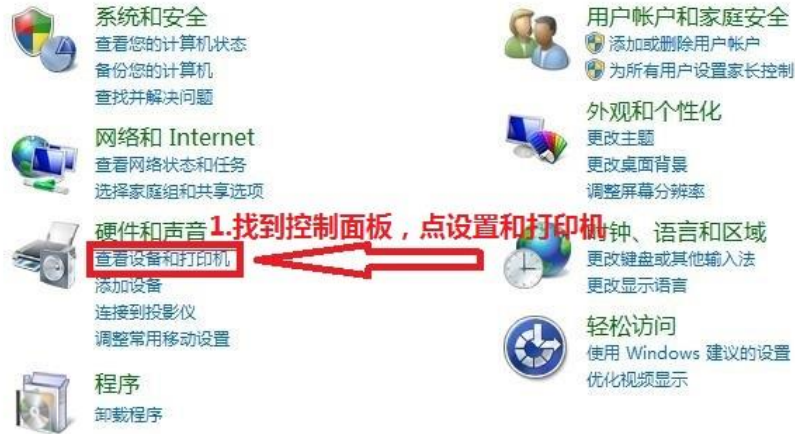 系统和安全
查看您的计算机状态
备份您的计算机
查找并解决问题
网络和 Internet
查看网络状态和任务
选择家庭组和共享选项
硬件和声音
1.找到控制面板，点设置和打印机
查看设备和打印机
添加设备
连接到投影仪
调整常用移动设置
程序
卸载程序
用户帐户和家庭安全
添加或删除用户帐户
为所有用户设置家长控制
外观和个性化
更改主题
更改桌面背景
调整屏幕分辨率
时钟、语言和区域
更改键盘或其他输入法
更改显示语言
轻松访问
使用 Windows 建议的设置
优化视频显示